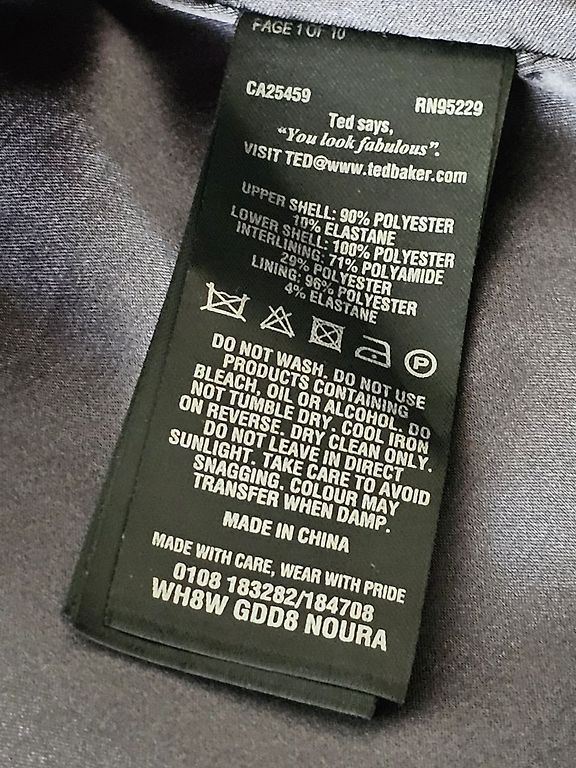 PAGE 1 OF 10
CA25459 RN95229
Ted says,
“You look fabulous”.
VISIT TED@www.tedbaker.com
UPPER SHELL: 90% POLYESTER
10% ELASTANE
LOWER SHELL: 100% POLYESTER
INTERLINING: 71% POLYAMIDE
29% POLYESTER
LINING: 96% POLYESTER
4% ELASTANE
P
DO NOT WASH. DO NOT USE
PRODUCTS CONTAINING
BLEACH, OIL OR ALCOHOL. DO
NOT TUMBLE DRY. COOL IRON
ON REVERSE. DRY CLEAN ONLY.
DO NOT LEAVE IN DIRECT
SUNLIGHT. TAKE CARE TO AVOID
SNAGGING. COLOUR MAY
TRANSFER WHEN DAMP.
MADE IN CHINA
MADE WITH CARE, WEAR WITH PRIDE
0108 183282/184708
WH8W GDD8 NOURA